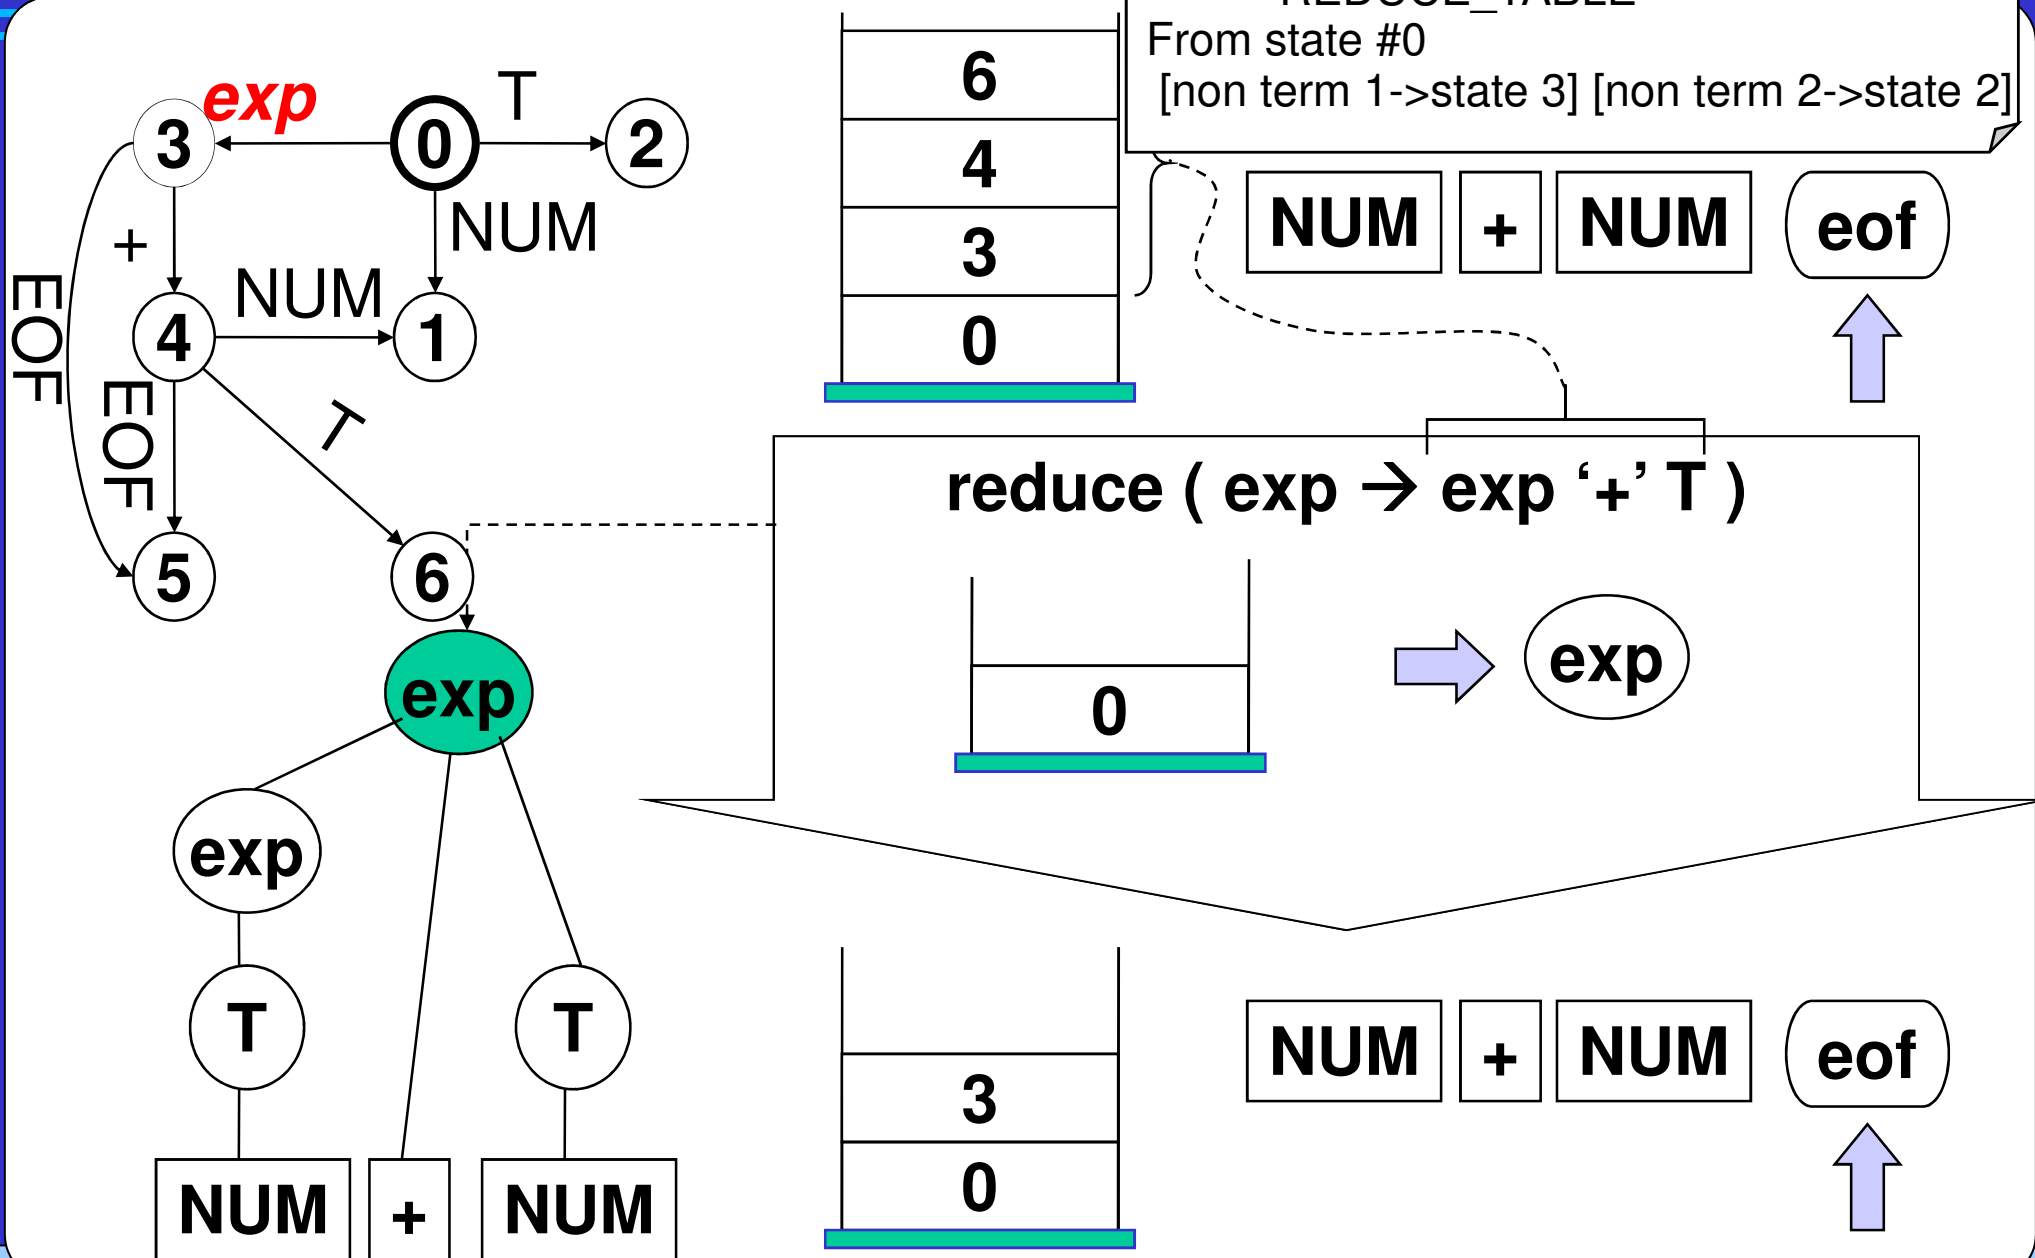 REDUCE_TABLE
From state #0
[non term 1->state 3] [non term 2->state 2]
exp
T
3
0
2
+
NUM
NUM
EOF
4
1
EOF
T
5
6
6
4
3
0
NUM + NUM eof
reduce ( exp → exp ‘+’ T )
0
exp
exp
exp
T
T
NUM + NUM
3
0
NUM + NUM eof